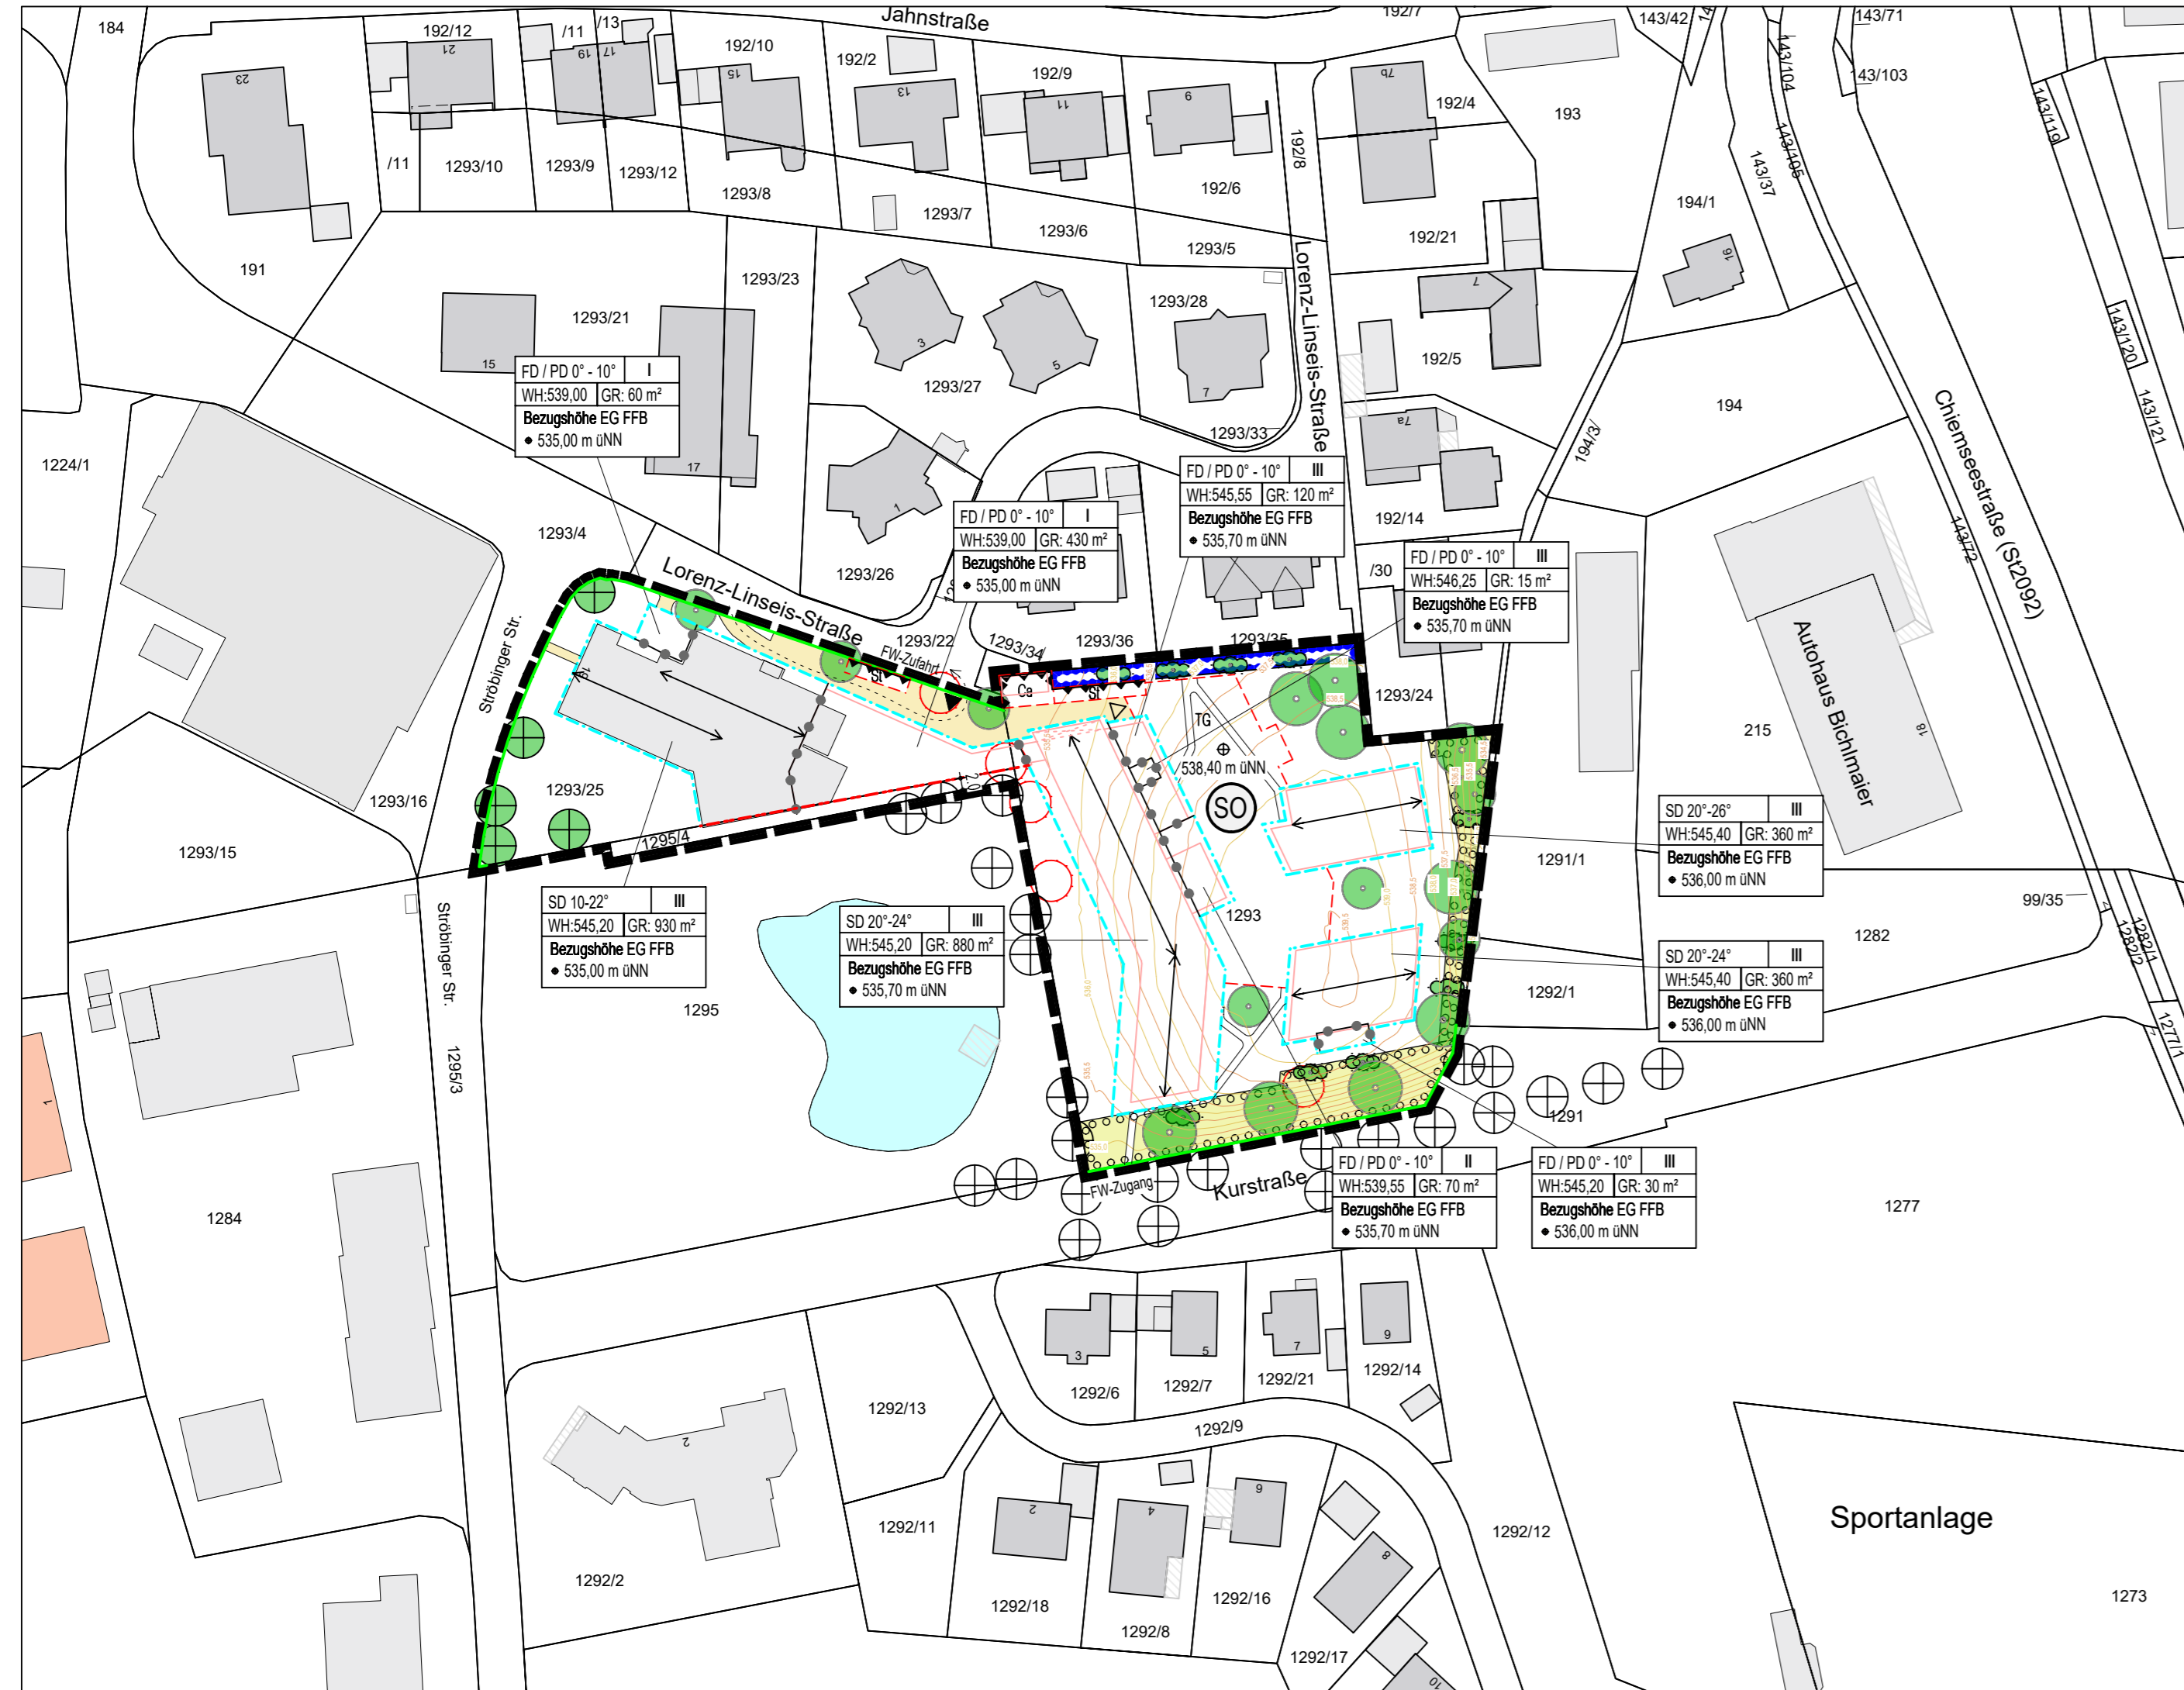 Jahnstraße
184
192/12
/11
/13
192/10
192/2
192/9
192/7
143/42
143/71
143/104
143/103
143/119
143/105
143/37
192/4
193
192/8
23
21
19
17
15
13
11
9
7b
/11
1293/10
1293/9
1293/12
1293/8
1293/7
1293/6
192/6
1293/5
192/21
194/1
16
191
1293/23
1293/21
1293/28
Lorenz-Linseis-Straße
7
192/5
143/120
143/121
15
17
3
5
7
1293/27
1293/33
7a
194
194/3
Chiemseestraße (St2092)
143/72
FD / PD 0° - 10° I
WH:539,00 GR: 60 m²
Bezugshöhe EG FFB
535,00 m üNN
FD / PD 0° - 10° III
WH:545,55 GR: 120 m²
Bezugshöhe EG FFB
535,70 m üNN
FD / PD 0° - 10° I
WH:539,00 GR: 430 m²
Bezugshöhe EG FFB
535,00 m üNN
FD / PD 0° - 10° III
WH:546,25 GR: 15 m²
Bezugshöhe EG FFB
535,70 m üNN
1224/1
1293/4
1
1293/26
192/14
/30
Lorenz-Linseis-Straße
1293/22
FW-Zufahrt
1293/34
1293/36
1293/35
Ströbinger Str.
St
Ca
St
1293/24
TG
538,40 m üNN
SO
215
Autohaus Bichlmaier
18
1293/25
1295/4
1293/16
1293/15
1293
1291/1
SD 20°-26° III
WH:545,40 GR: 360 m²
Bezugshöhe EG FFB
536,00 m üNN
SD 10-22° III
WH:545,20 GR: 930 m²
Bezugshöhe EG FFB
535,00 m üNN
SD 20°-24° III
WH:545,20 GR: 880 m²
Bezugshöhe EG FFB
535,70 m üNN
SD 20°-24° III
WH:545,40 GR: 360 m²
Bezugshöhe EG FFB
536,00 m üNN
99/35
1282
1282/1
1282/2
1277/1
Ströbinger Str.
1295
1295/3
1292/1
1291
1
FW-Zugang
Kurstraße
FD / PD 0° - 10° II
WH:539,55 GR: 70 m²
Bezugshöhe EG FFB
535,70 m üNN
FD / PD 0° - 10° III
WH:545,20 GR: 30 m²
Bezugshöhe EG FFB
536,00 m üNN
1284
1277
3
5
7
9
1292/6
1292/7
1292/21
1292/14
1292/13
1292/9
2
1292/11
2
4
6
8
10
1292/2
1292/18
1292/8
1292/16
1292/17
1292/12
Sportanlage
1273